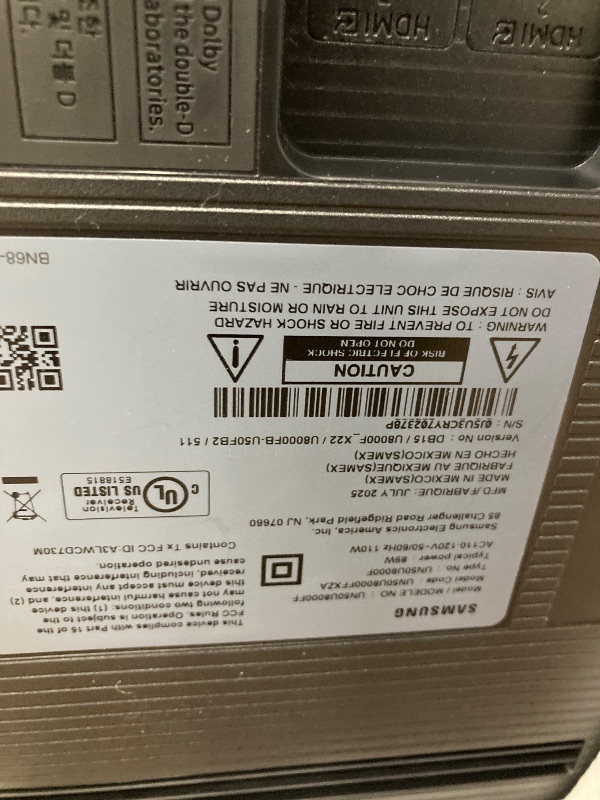 SAMSUNG
Model / MODELE / NO : UN50U8000FF
Model Code : UN50U8000FFXZA
Type No. : UN50U8000F
Typical power : 89W
AC110-120V~50/60Hz 110W
Samsung Electronics America, Inc.
85 Challenger Road Ridgefield Park, NJ 07660
MFD/FABRIQUE: JULY 2025
MADE IN MEXICO(SAMEX)
FABRIQUE AU MEXIQUE(SAMEX)
HECHO EN MEXICO(SAMEX)
Version No : DB15 / U8000F_X22 / U8000FB-U50FB2 / 511
S/N : 0J5U3CRY702378P
This device complies with Part 15 of the
FCC Rules. Operation is subject to the
following two conditions: (1) this device
may not cause harmful interference, and (2)
this device must accept any interference
received, including interference that may
cause undesired operation.
Contains Tx FCC ID:A3LWCD730M
C UL US LISTED
Television
Receiver
E518815
CAUTION
RISK OF ELECTRIC SHOCK
DO NOT OPEN
WARNING : TO PREVENT FIRE OR SHOCK HAZARD
DO NOT EXPOSE THIS UNIT TO RAIN OR MOISTURE
AVIS : RISQUE DE CHOC ELECTRIQUE - NE PAS OUVRIR
BN68-
HDMI
HDMI
2
Dolby
the double-D
aboratories.
및 더블 D
다.